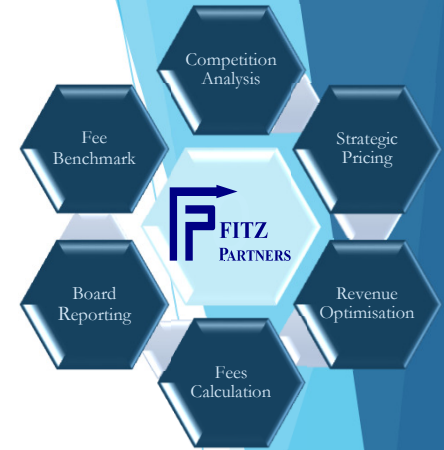 Competition
Analysis
Strategic
Pricing
Revenue
Optimisation
Fees
Calculation
Board
Reporting
Fee
Benchmark
FITZ
PARTNERS